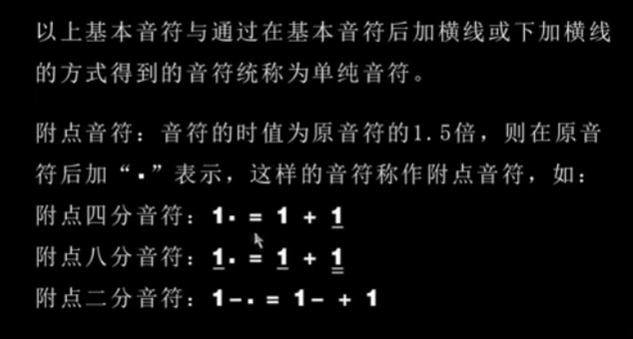 以上基本音符与通过在基本音符后加横线或下加横线
的方式得到的音符统称为单纯音符。
附点音符：音符的时值为原音符的1.5倍，则在原音
符后加“·”表示，这样的音符称作附点音符，如：
附点四分音符：1· = 1 + 1̲
附点八分音符：1̲· = 1̲ + 1̳
附点二分音符：1-· = 1- + 1